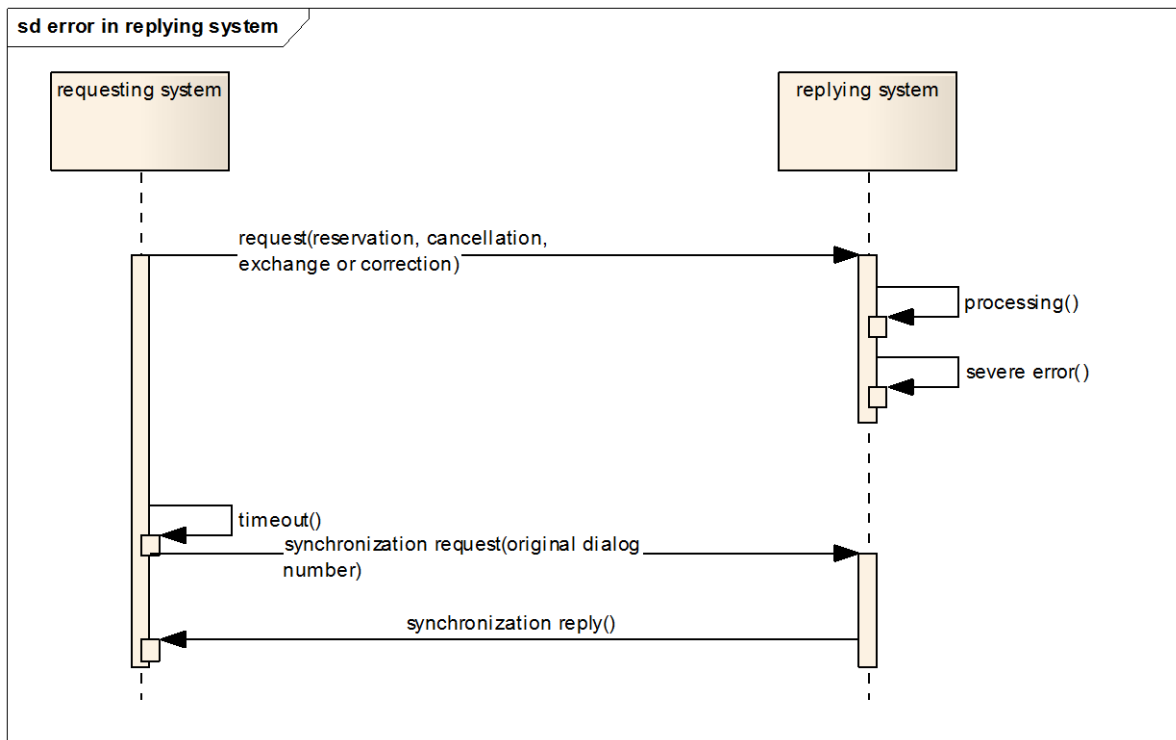 sd error in replying system
requesting system
replying system
request(reservation, cancellation,
exchange or correction)
processing()
severe error()
timeout()
synchronization request(original dialog
number)
synchronization reply()